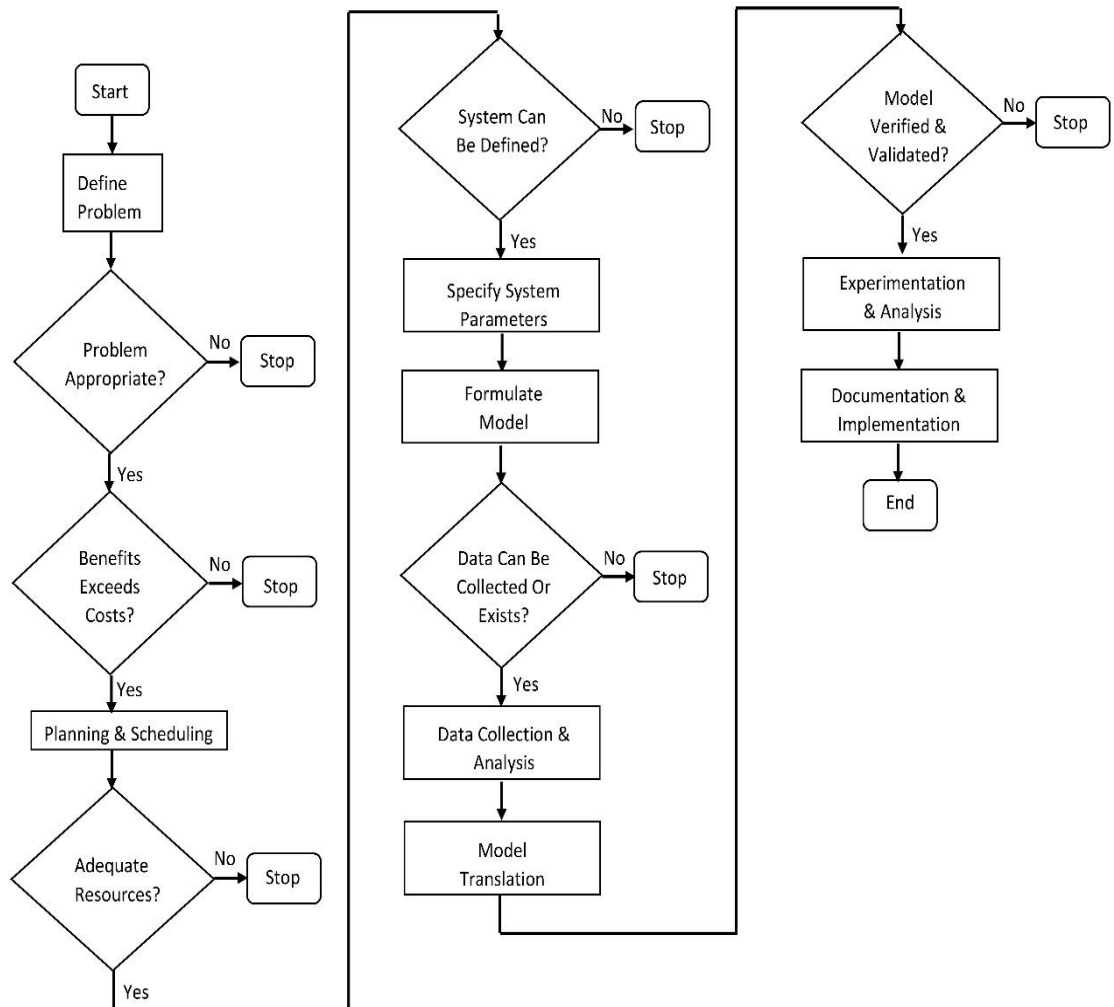 Start
Define
Problem
Problem
Appropriate?
No
Stop
Yes
Benefits
Exceeds
Costs?
No
Stop
Yes
Planning & Scheduling
Adequate
Resources?
No
Stop
Yes
System Can
Be Defined?
No
Stop
Yes
Specify System
Parameters
Formulate
Model
Data Can Be
Collected Or
Exists?
No
Stop
Yes
Data Collection &
Analysis
Model
Translation
Model
Verified &
Validated?
No
Stop
Yes
Experimentation
& Analysis
Documentation &
Implementation
End